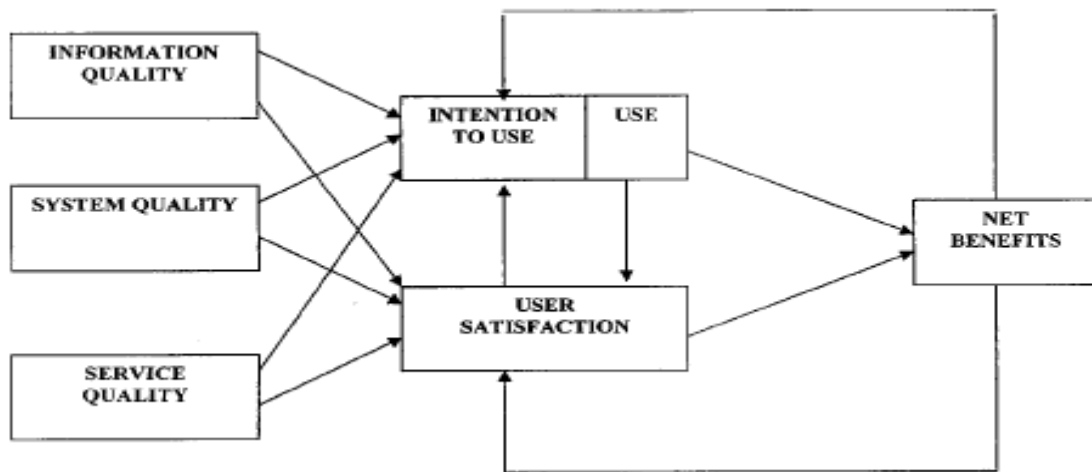 INFORMATION
QUALITY
SYSTEM QUALITY
SERVICE
QUALITY
INTENTION
TO USE
USE
USER
SATISFACTION
NET
BENEFITS